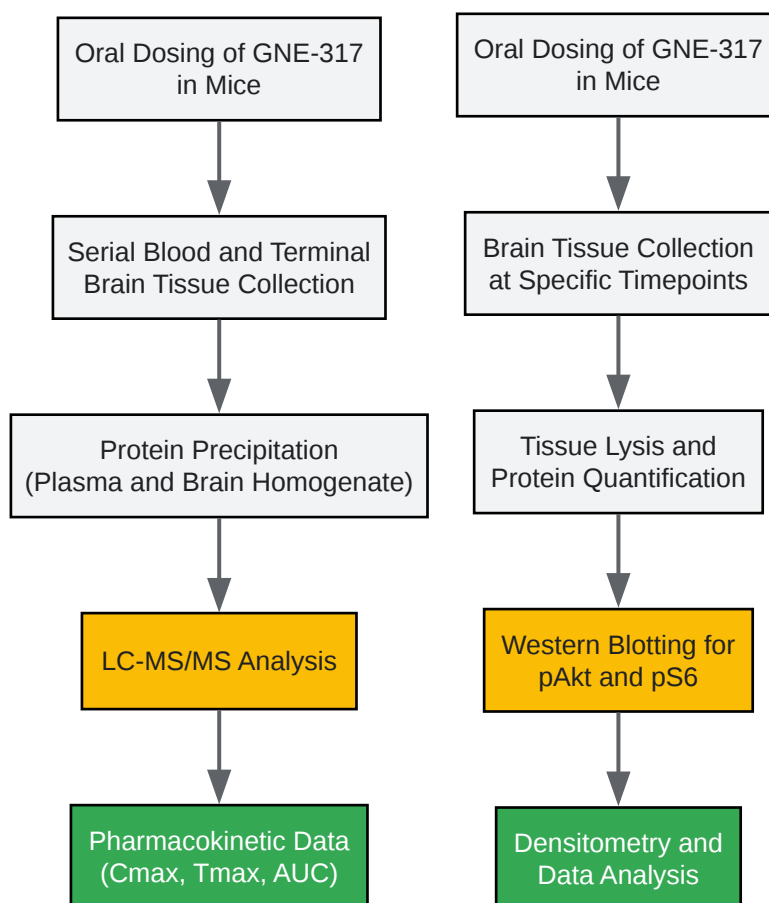 Oral Dosing of GNE-317
in Mice
Serial Blood and Terminal
Brain Tissue Collection
Protein Precipitation
(Plasma and Brain Homogenate)
LC-MS/MS Analysis
Pharmacokinetic Data
(Cmax, Tmax, AUC)
Oral Dosing of GNE-317
in Mice
Brain Tissue Collection
at Specific Timepoints
Tissue Lysis and
Protein Quantification
Western Blotting for
pAkt and pS6
Densitometry and
Data Analysis